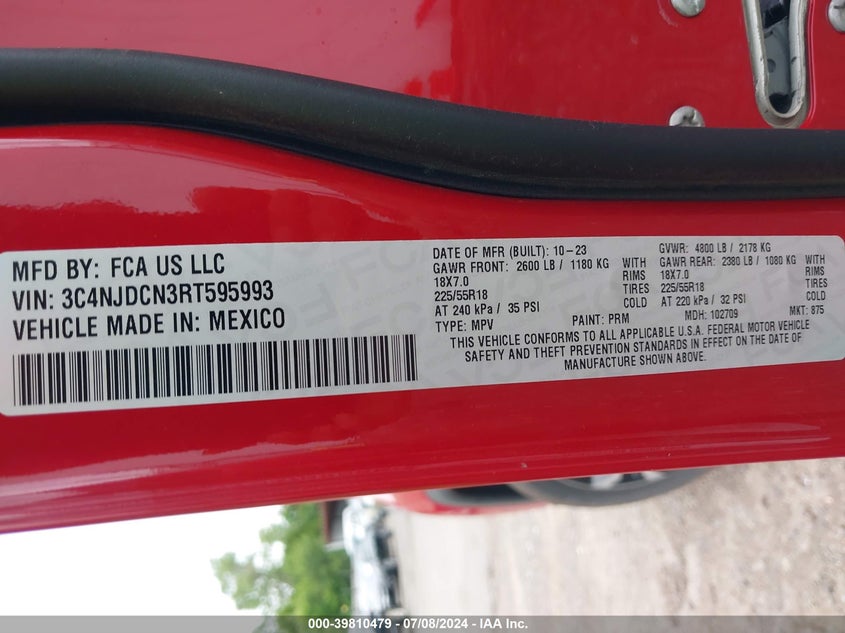 MFD BY: FCA US LLC
VIN: 3C4NJDCN3RT595993
VEHICLE MADE IN: MEXICO
DATE OF MFR (BUILT): 10-23
GAWR FRONT: 2600 LB / 1180 KG
18X7.0
225/55R18
AT 240 kPa / 35 PSI
TYPE: MPV
WITH
RIMS
TIRES
PAINT: PRM
GVWR: 4800 LB / 2178 KG
GAWR REAR: 2380 LB / 1080 KG
18X7.0
225/55R18
AT 220 kPa / 32 PSI
MDH: 102709
WITH
RIMS
TIRES
MKT: 875
THIS VEHICLE CONFORMS TO ALL APPLICABLE U.S.A. FEDERAL MOTOR VEHICLE
SAFETY AND THEFT PREVENTION STANDARDS IN EFFECT ON THE DATE OF
MANUFACTURE SHOWN ABOVE.
000-39810479 - 07/08/2024 - IAA Inc.